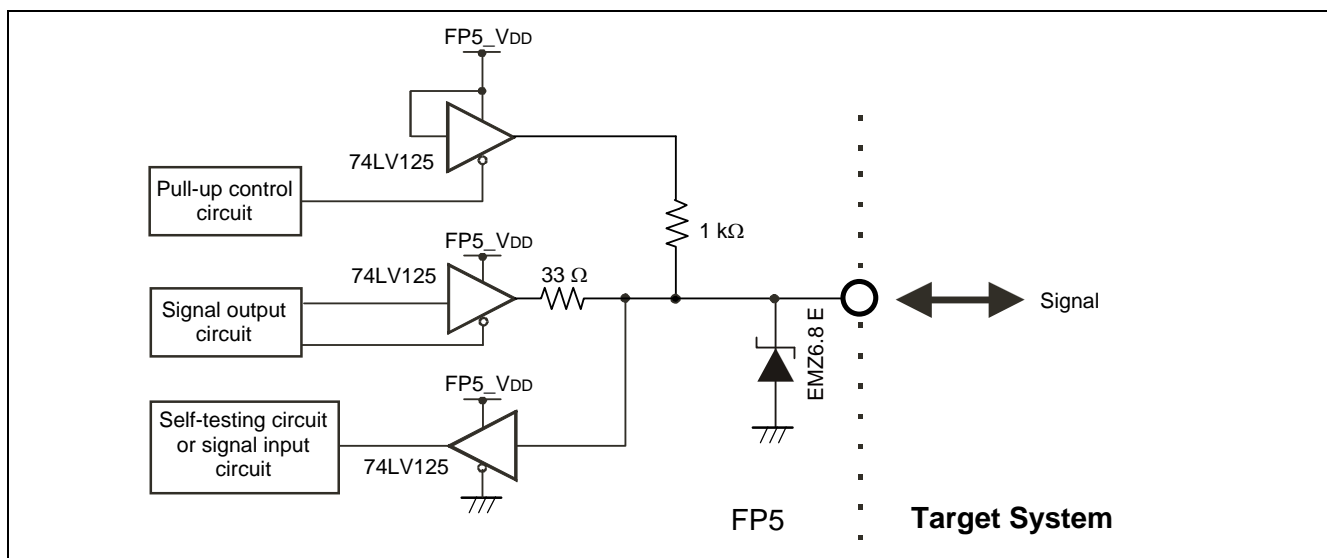 FP5_VDD
74LV125
Pull-up control
circuit
1 kΩ
FP5_VDD
74LV125
33 Ω
Signal output
circuit
Signal
EMZ6.8 E
FP5_VDD
Self-testing circuit
or signal input
circuit
74LV125
FP5
Target System